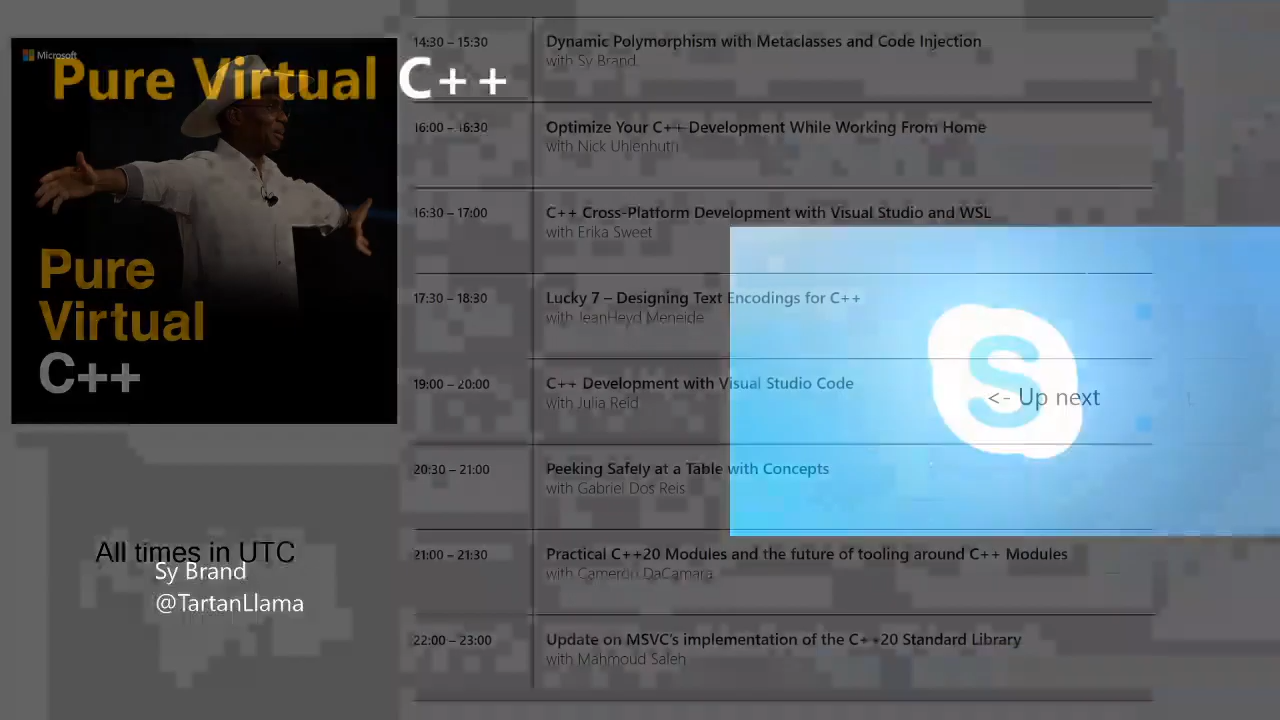 Microsoft
Pure Virtual C++
Pure
Virtual
C++
All times in UTC
Sy Brand
@TartanLlama
14:30 – 15:30
Dynamic Polymorphism with Metaclasses and Code Injection
with Sy Brand
16:00 – 16:30
Optimize Your C++ Development While Working From Home
with Nick Uhlenhuth
16:30 – 17:00
C++ Cross-Platform Development with Visual Studio and WSL
with Erika Sweet
17:30 – 18:30
Lucky 7 – Designing Text Encodings for C++
with JeanHeyd Meneide
19:00 – 20:00
C++ Development with Visual Studio Code
with Julia Reid
<- Up next
20:30 – 21:00
Peeking Safely at a Table with Concepts
with Gabriel Dos Reis
21:00 – 21:30
Practical C++20 Modules and the future of tooling around C++ Modules
with Cameron DaCamara
22:00 – 23:00
Update on MSVC's implementation of the C++20 Standard Library
with Mahmoud Saleh